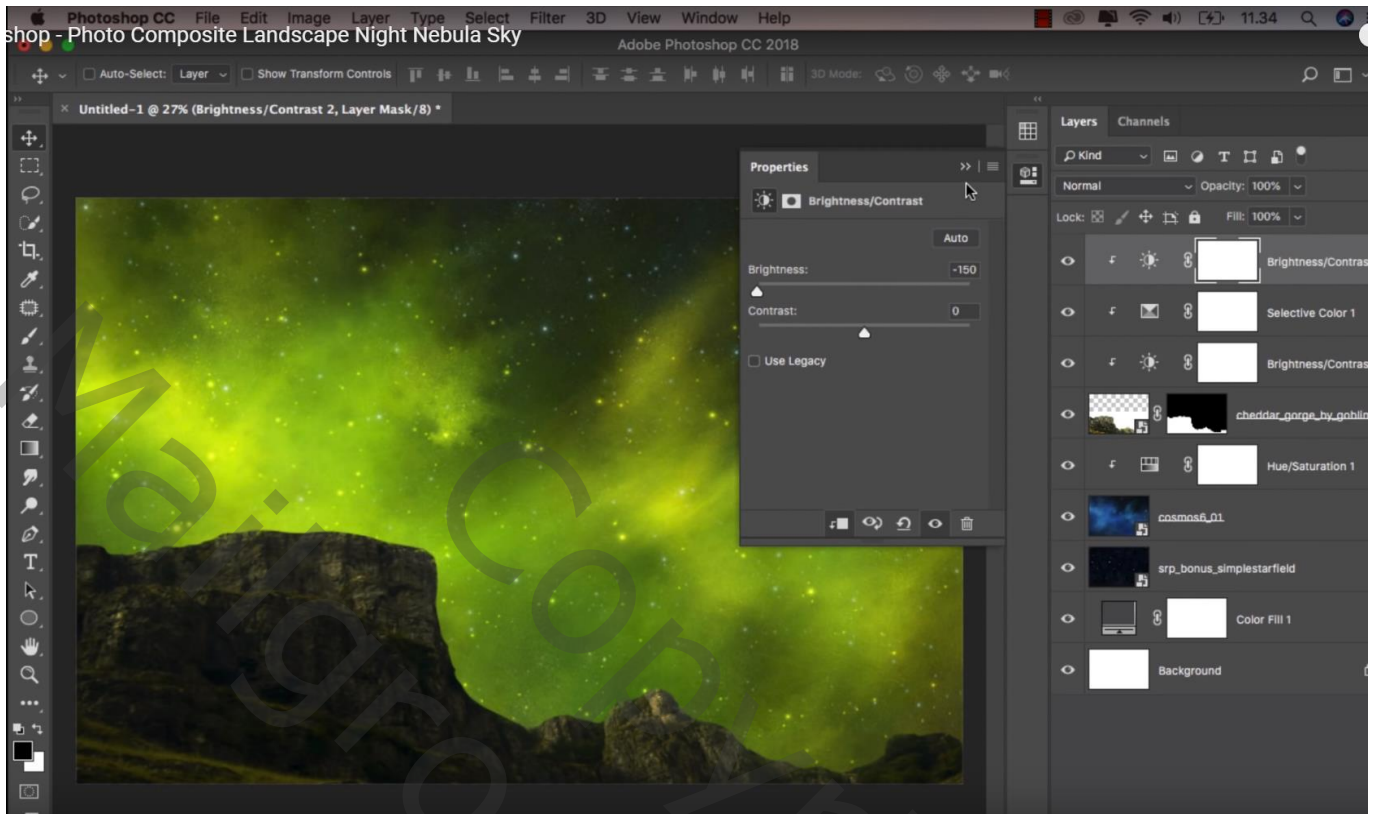 Photoshop CC File Edit Image Layer Type Select Filter 3D View Window Help 11.34
shop - Photo Composite Landscape Night Nebula Sky
Adobe Photoshop CC 2018
Auto-Select: Layer Show Transform Controls 3D Mode:
× Untitled-1 @ 27% (Brightness/Contrast 2, Layer Mask/8) *
Layers Channels
Kind
Normal Opacity: 100%
Lock: Fill: 100%
Properties
Brightness/Contrast
Auto
Brightness: -150
Contrast: 0
Use Legacy
Brightness/Contras
Selective Color 1
Brightness/Contras
cheddar_gorge_by_goblin
Hue/Saturation 1
cosmos6_01
srp_bonus_simplestarfield
Color Fill 1
Background